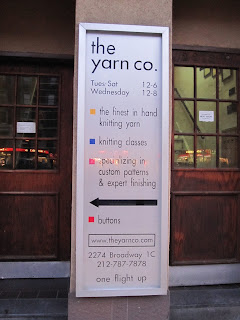 the
yarn co.
Tues-Sat 12-6
Wednesday 12-8
the finest in hand
knitting yarn
knitting classes
specializing in
custom patterns
& expert finishing
buttons
www.theyarnco.com
2274 Broadway 1C
212-787-7878
one flight up